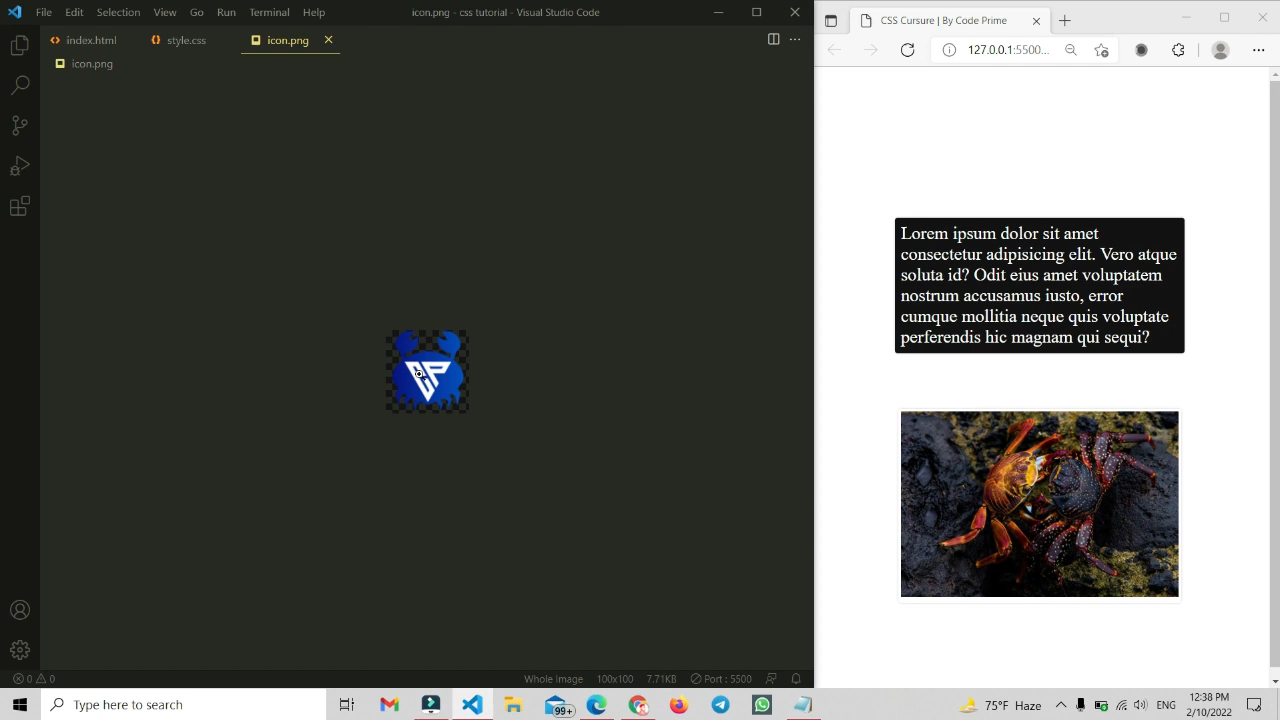 File Edit Selection View Go Run Terminal Help
icon.png - css tutorial - Visual Studio Code
index.html
style.css
icon.png
icon.png
CSS Cursure | By Code Prime
127.0.0.1:5500...
Lorem ipsum dolor sit amet
consectetur adipisicing elit. Vero atque
soluta id? Odit eius amet voluptatem
nostrum accusamus iusto, error
cumque mollitia neque quis voluptate
perferendis hic magnam qui sequi?
0 0
Whole Image 100x100 7.71KB Port : 5500
Type here to search
99+
75°F Haze
12:38 PM
2/10/2022